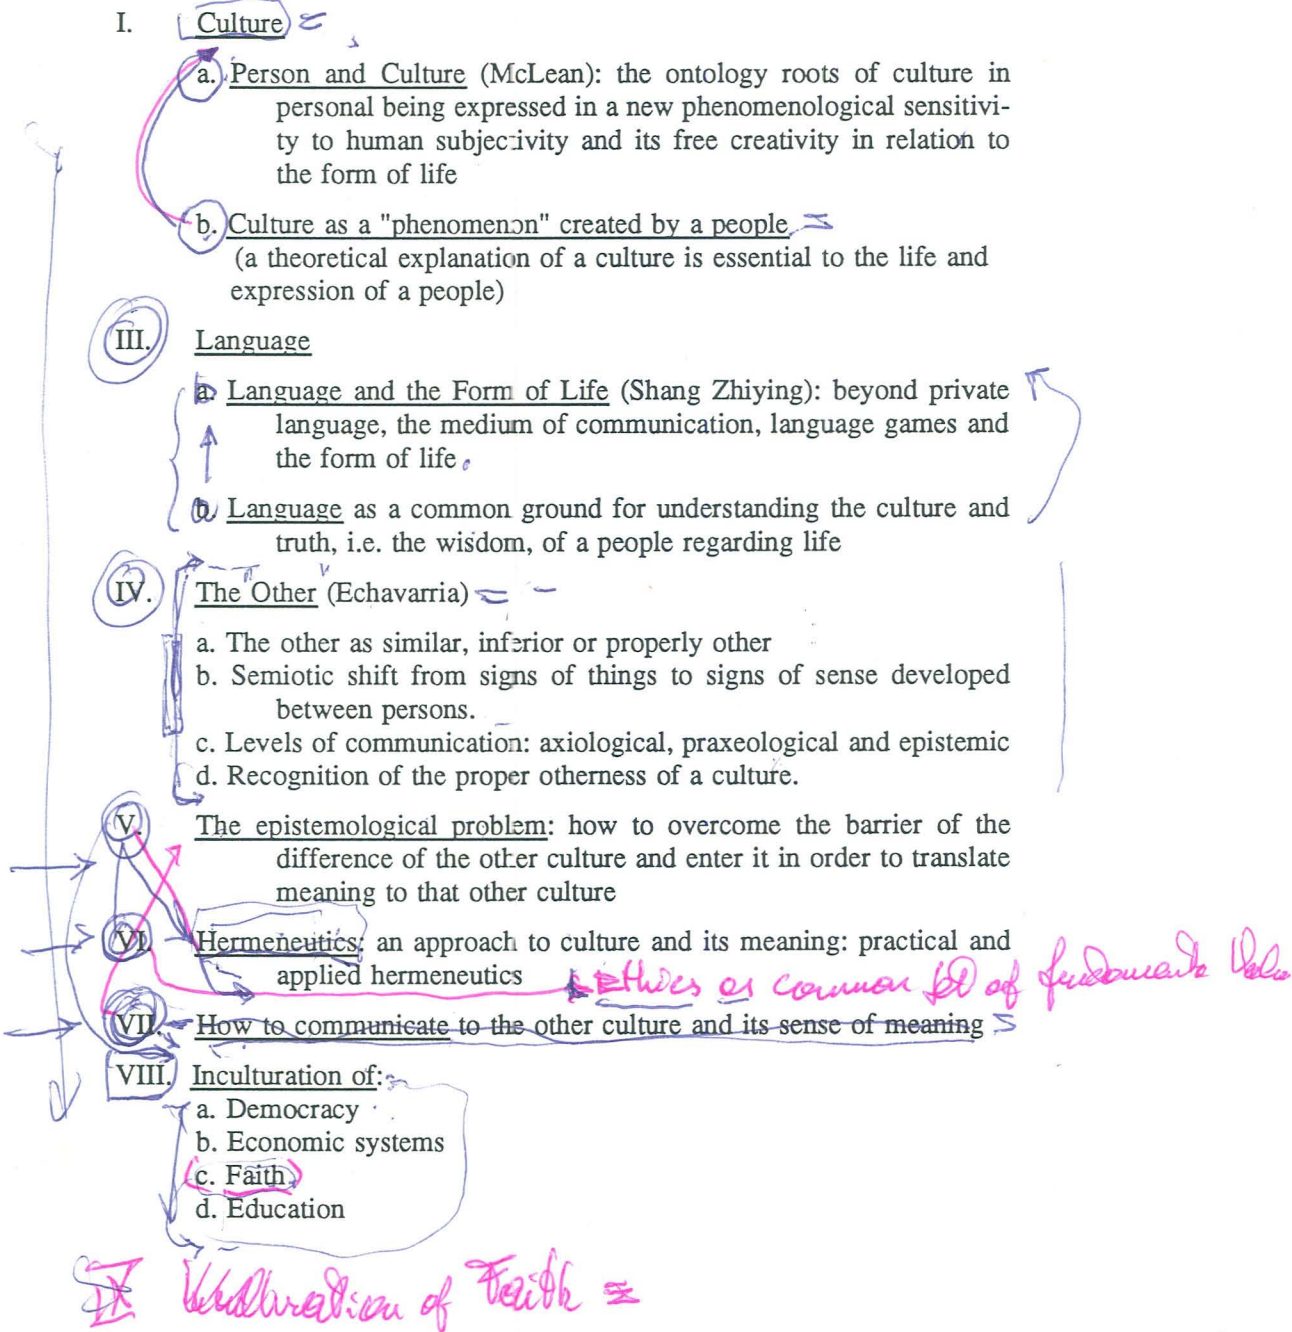 I. Culture
a. Person and Culture (McLean): the ontology roots of culture in
personal being expressed in a new phenomenological sensitivi-
ty to human subjectivity and its free creativity in relation to
the form of life
b. Culture as a "phenomenon" created by a people
(a theoretical explanation of a culture is essential to the life and
expression of a people)
III. Language
a. Language and the Form of Life (Shang Zhiying): beyond private
language, the medium of communication, language games and
the form of life.
b. Language as a common ground for understanding the culture and
truth, i.e. the wisdom, of a people regarding life
IV. The "Other" (Echavarria)
a. The other as similar, inferior or properly other
b. Semiotic shift from signs of things to signs of sense developed
between persons.
c. Levels of communication: axiological, praxeological and epistemic
d. Recognition of the proper otherness of a culture.
V. The epistemological problem: how to overcome the barrier of the
difference of the other culture and enter it in order to translate
meaning to that other culture
VI. Hermeneutics: an approach to culture and its meaning: practical and
applied hermeneutics Ethics as common of
VII. How to communicate to the other culture and its sense of meaning
VIII. Inculturation of:
a. Democracy
b. Economic systems
c. Faith
d. Education
IX Inculturation of Faith